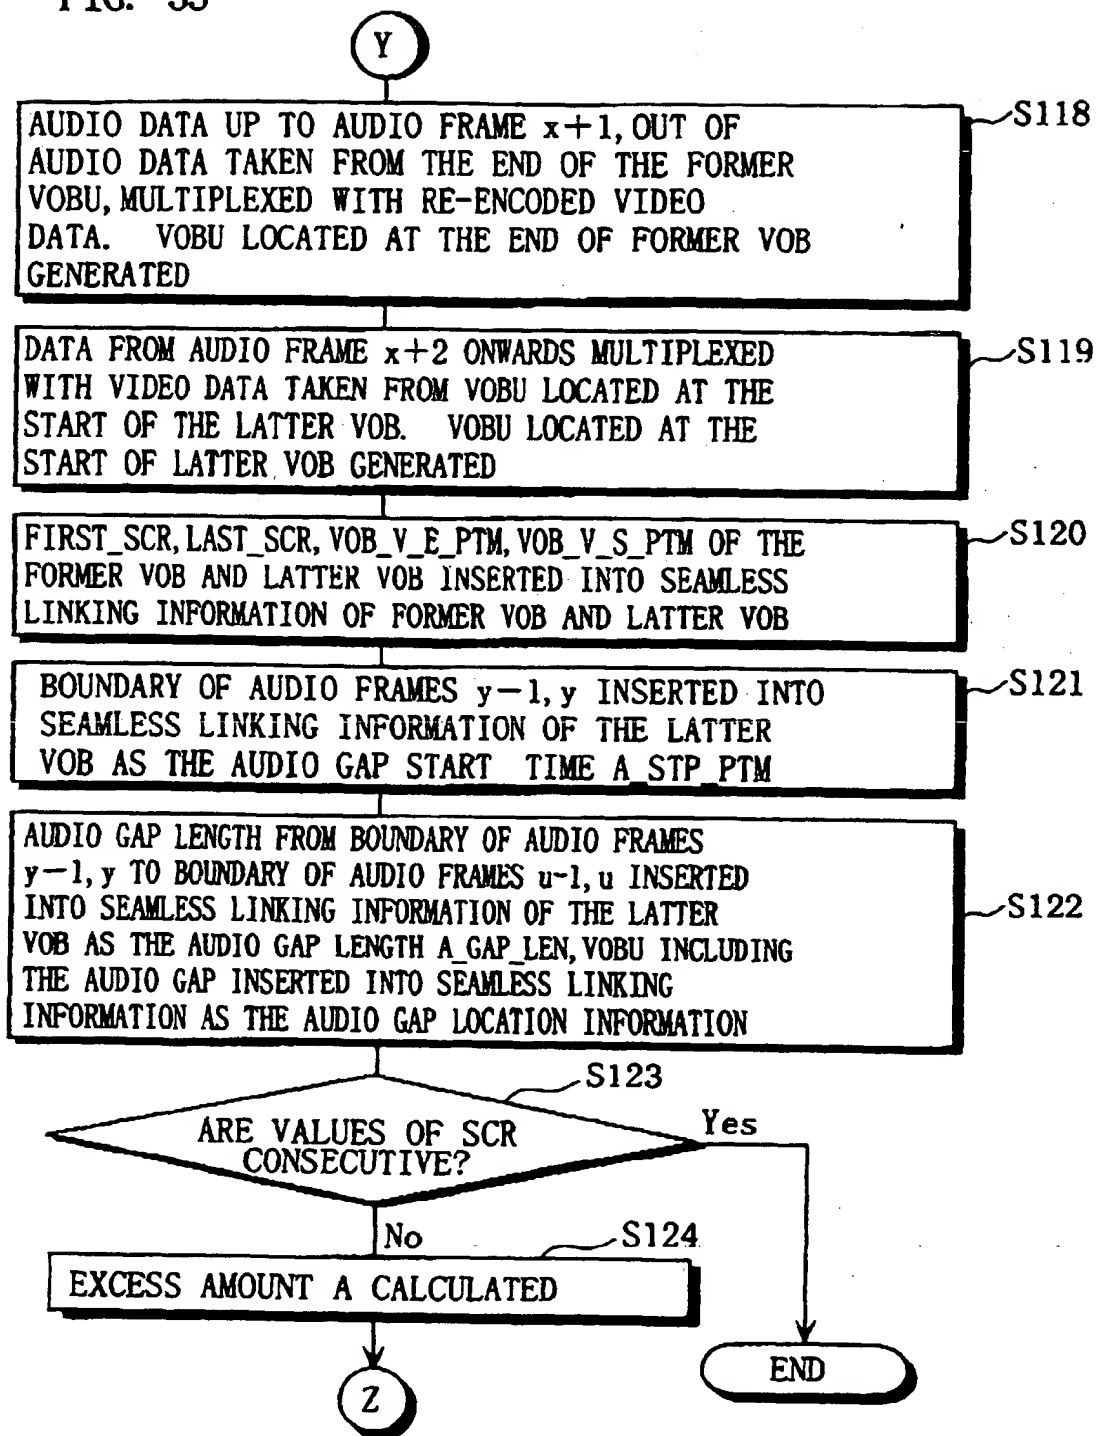 FIG. 35
Y
AUDIO DATA UP TO AUDIO FRAME x+1, OUT OF
AUDIO DATA TAKEN FROM THE END OF THE FORMER
VOBU, MULTIPLEXED WITH RE-ENCODED VIDEO
DATA. VOBU LOCATED AT THE END OF FORMER VOB
GENERATED
S118
DATA FROM AUDIO FRAME x+2 ONWARDS MULTIPLEXED
WITH VIDEO DATA TAKEN FROM VOBU LOCATED AT THE
START OF THE LATTER VOB. VOBU LOCATED AT THE
START OF LATTER VOB GENERATED
S119
FIRST_SCR, LAST_SCR, VOB_V_E_PTM, VOB_V_S_PTM OF THE
FORMER VOB AND LATTER VOB INSERTED INTO SEAMLESS
LINKING INFORMATION OF FORMER VOB AND LATTER VOB
S120
BOUNDARY OF AUDIO FRAMES y-1, y INSERTED INTO
SEAMLESS LINKING INFORMATION OF THE LATTER
VOB AS THE AUDIO GAP START TIME A_STP_PTM
S121
AUDIO GAP LENGTH FROM BOUNDARY OF AUDIO FRAMES
y-1, y TO BOUNDARY OF AUDIO FRAMES u-1, u INSERTED
INTO SEAMLESS LINKING INFORMATION OF THE LATTER
VOB AS THE AUDIO GAP LENGTH A_GAP_LEN, VOBU INCLUDING
THE AUDIO GAP INSERTED INTO SEAMLESS LINKING
INFORMATION AS THE AUDIO GAP LOCATION INFORMATION
S122
S123
ARE VALUES OF SCR
CONSECUTIVE?
Yes
No
S124
EXCESS AMOUNT A CALCULATED
END
Z